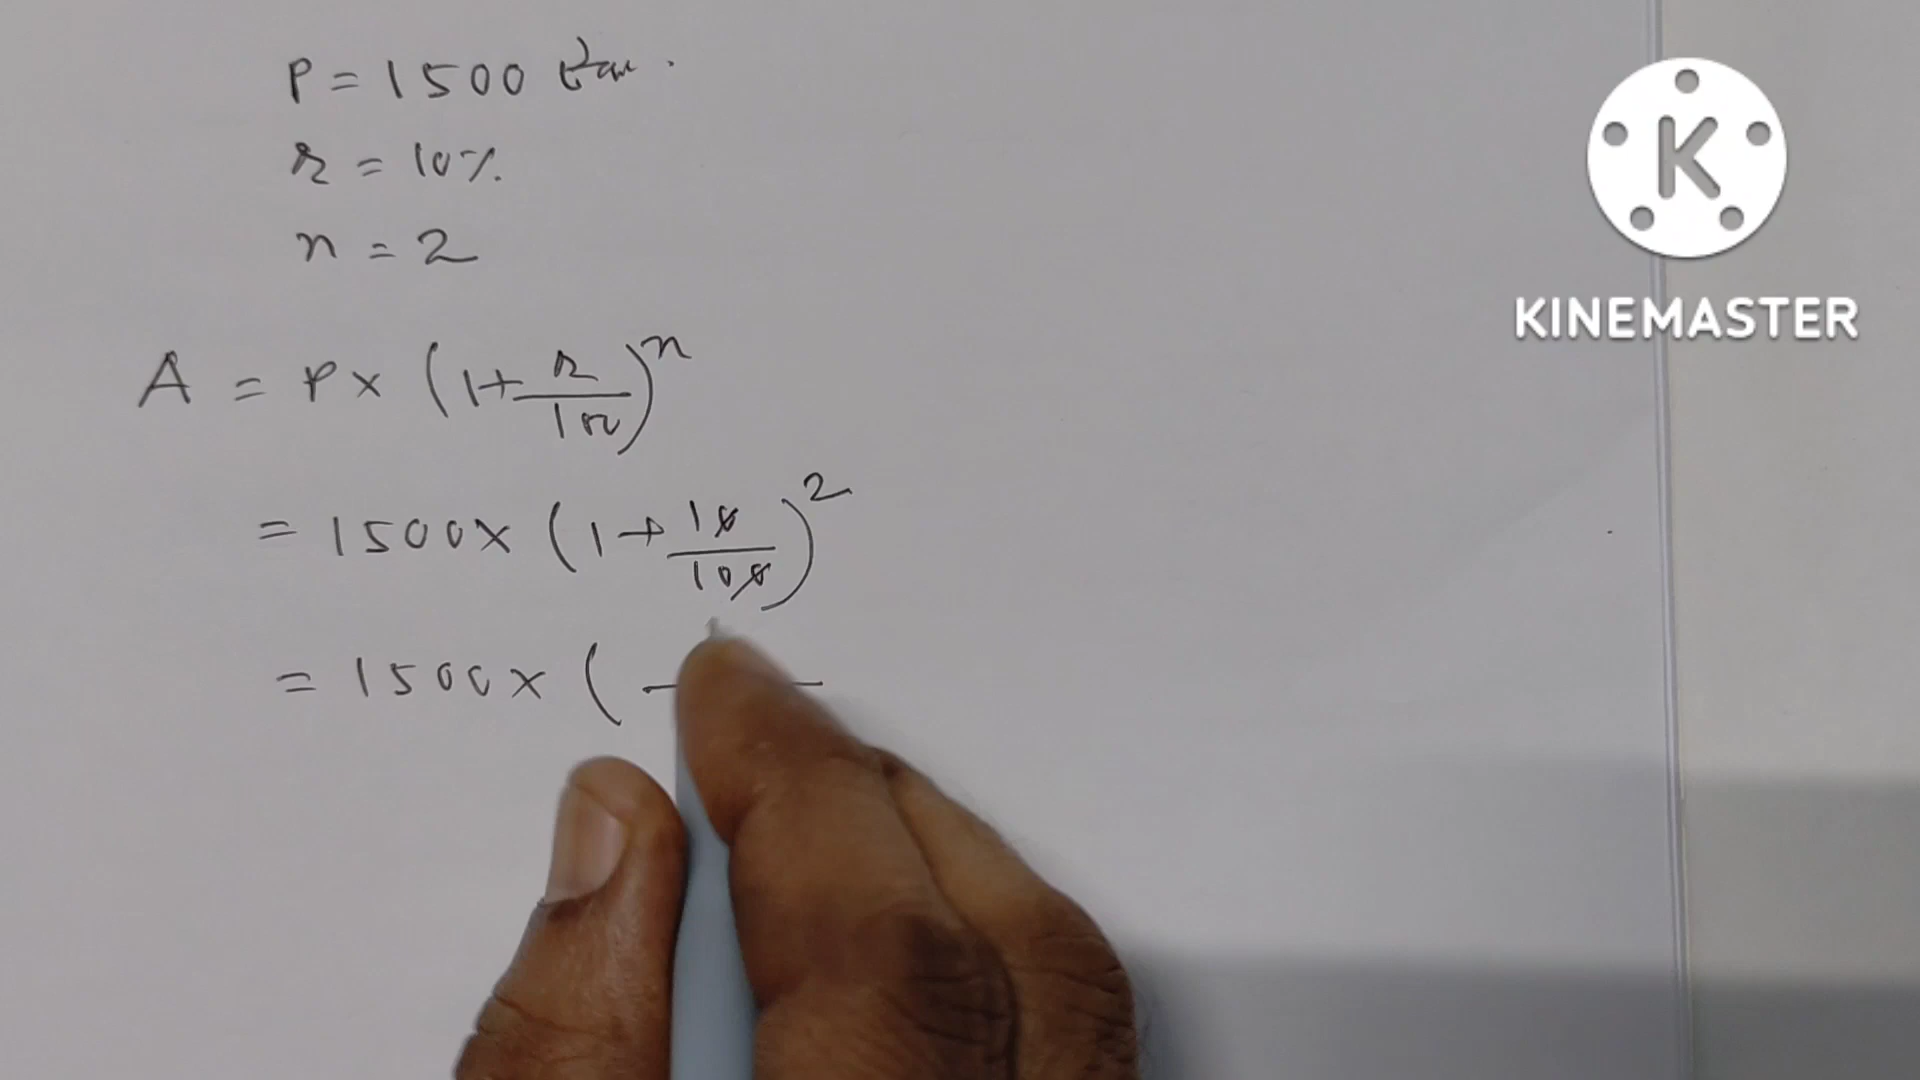 P = 1500
r = 10%
n = 2
A = P × (1 + r/100)^n
= 1500 × (1 + 10/100)^2
= 1500 × (
KINEMASTER